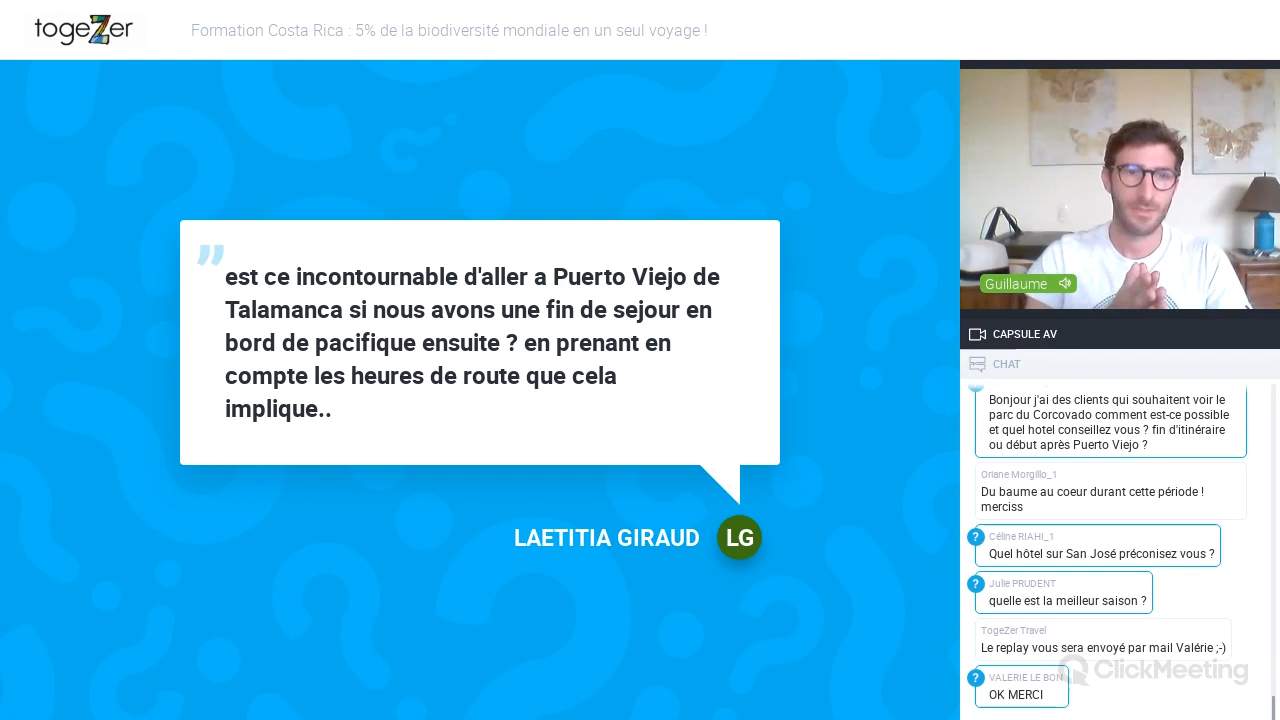 togeZer
Formation Costa Rica : 5% de la biodiversité mondiale en un seul voyage !
”
est ce incontournable d'aller a Puerto Viejo de
Talamanca si nous avons une fin de sejour en
bord de pacifique ensuite ? en prenant en
compte les heures de route que cela
implique..
LAETITIA GIRAUD
LG
Guillaume
CAPSULE AV
CHAT
Bonjour j'ai des clients qui souhaitent voir le
parc du Corcovado comment est-ce possible
et quel hotel conseillez vous ? fin d'itinéraire
ou début après Puerto Viejo ?
Oriane Morgillo_1
Du baume au coeur durant cette période !
merciss
?
Céline RIAHI_1
Quel hôtel sur San José préconisez vous ?
?
Julie PRUDENT
quelle est la meilleur saison ?
TogeZer Travel
Le replay vous sera envoyé par mail Valérie ;-)
?
VALERIE LE BON
OK MERCI
ClickMeeting